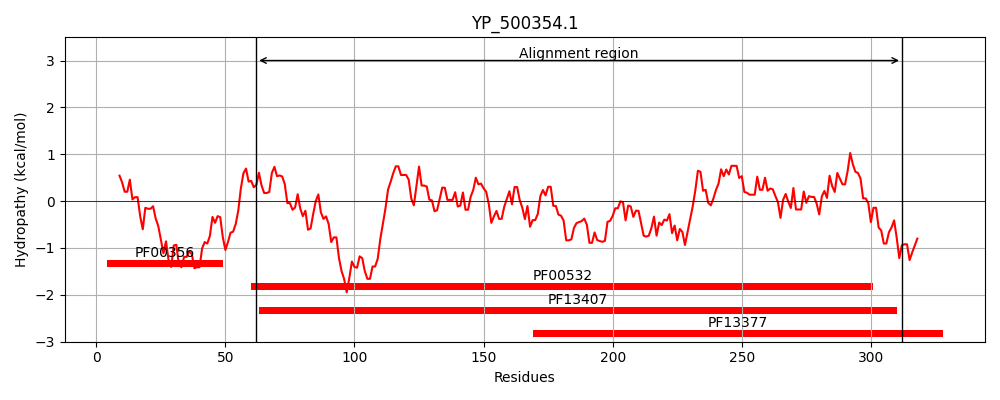 YP_500354.1
Alignment region
3
2
1
0
−1
−2
−3
Hydropathy (kcal/mol)
PF00356
PF00532
PF13407
PF13377
0 50 100 150 200 250 300
Residues